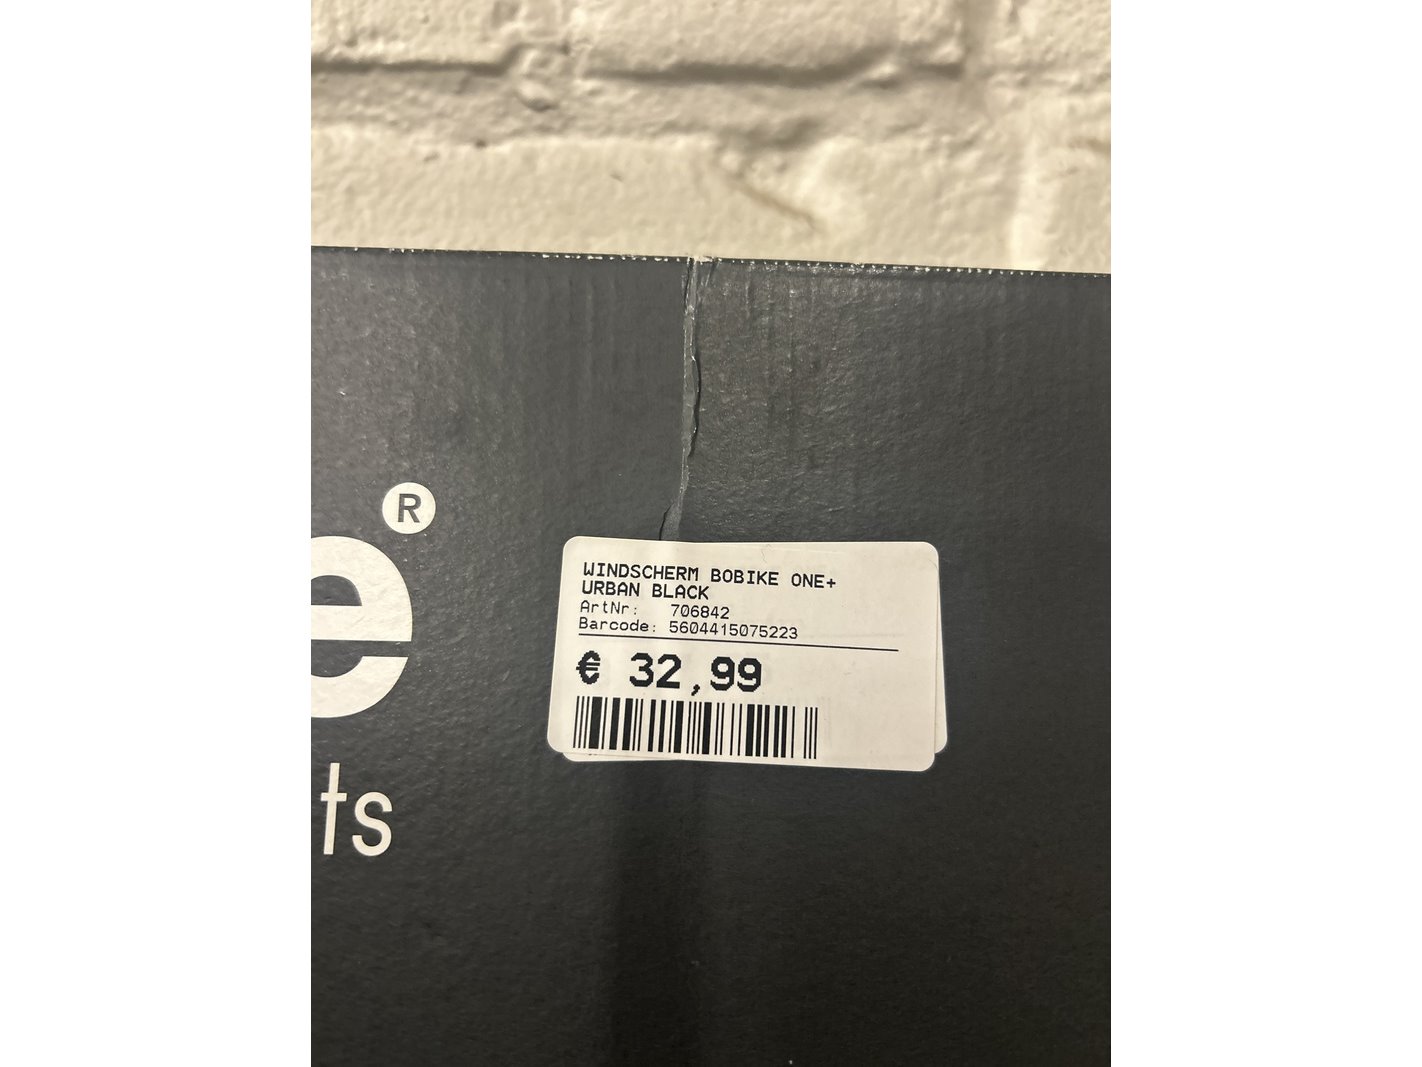 ®
e
ts
WINDSCHERM BOBIKE ONE+
URBAN BLACK
ArtNr: 706842
Barcode: 5604415075223
€ 32,99